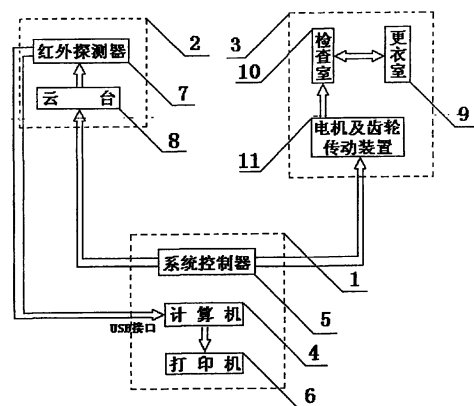 红外探测器
云 台
2
7
8
3
10
检查室
更衣室
9
11
电机及齿轮
传动装置
系统控制器
1
5
USB接口
计 算 机
4
打 印 机
6